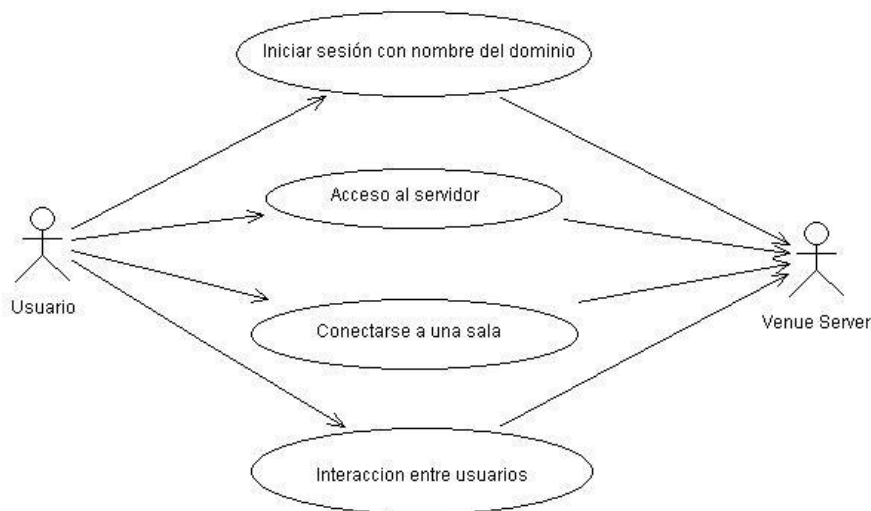 Iniciar sesión con nombre del dominio
Acceso al servidor
Usuario
Conectarse a una sala
Venue Server
Interaccion entre usuarios